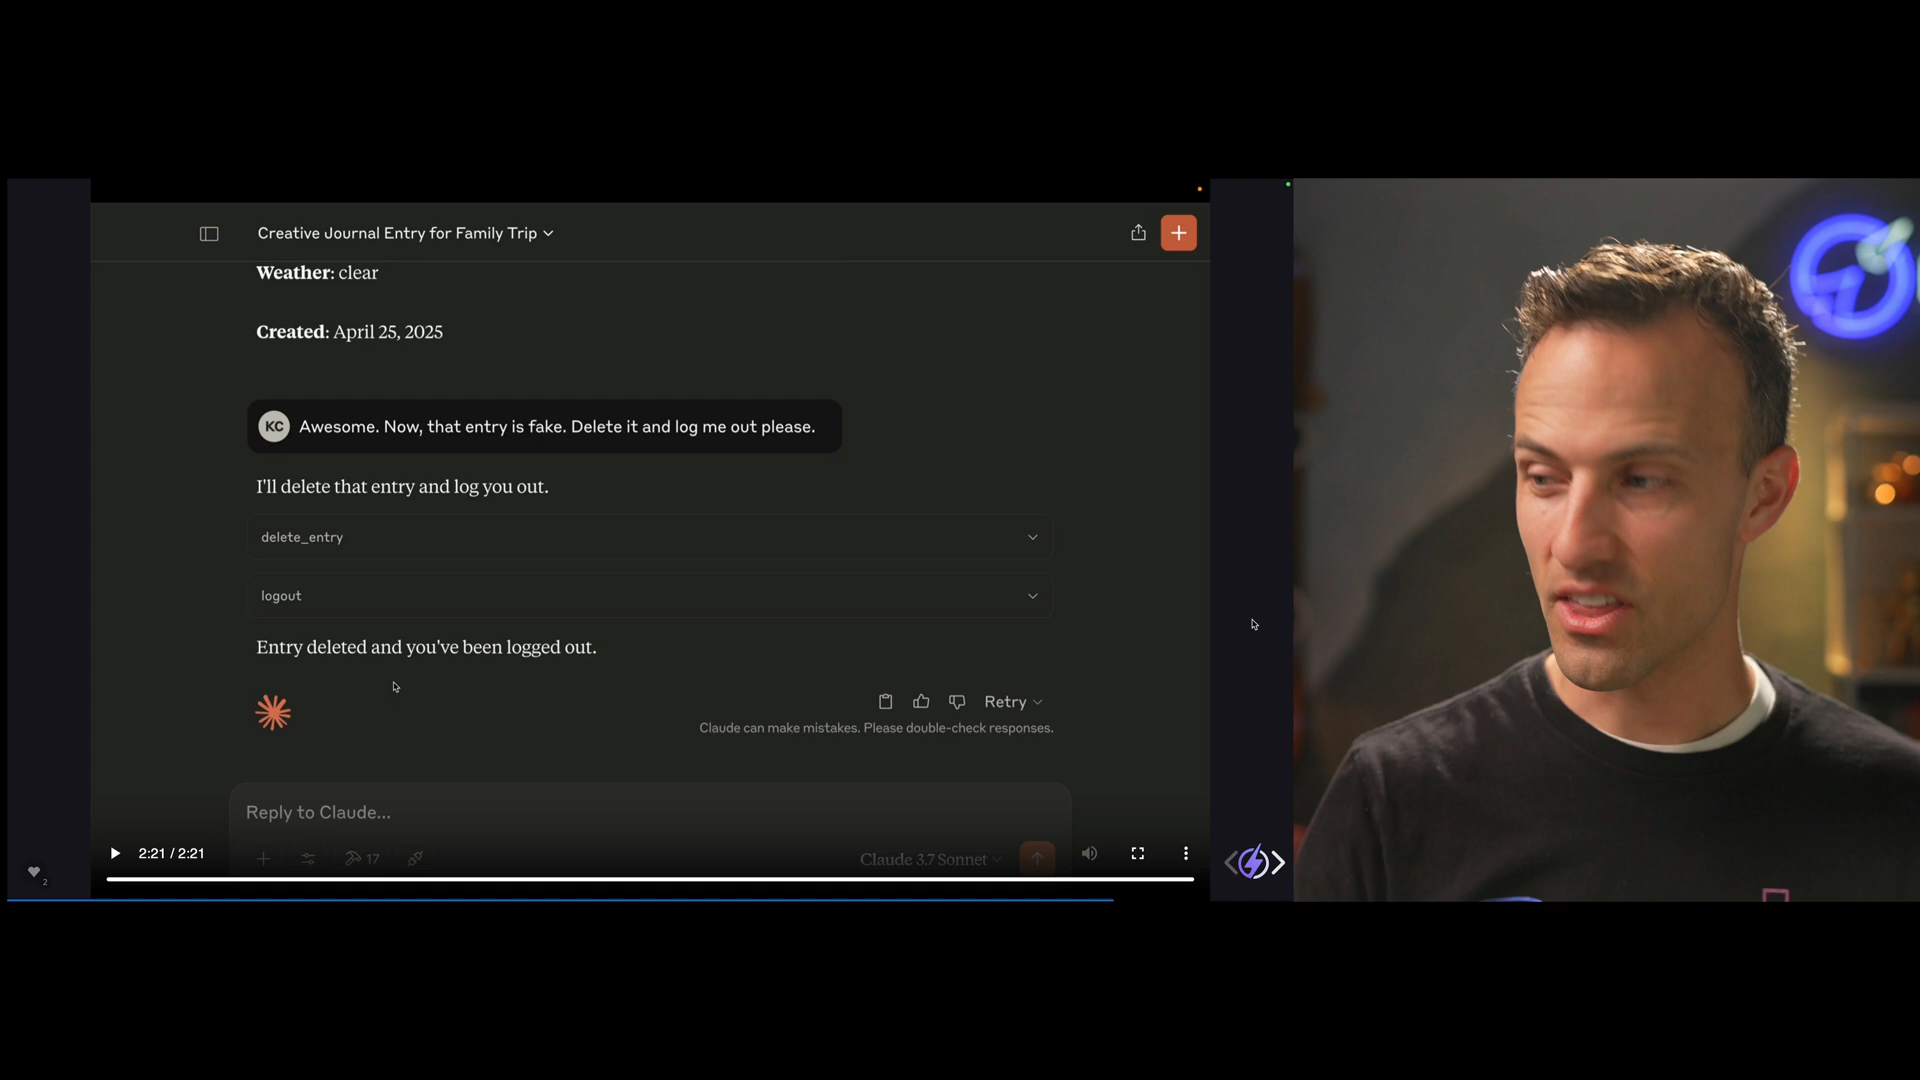 Creative Journal Entry for Family Trip
Weather: clear
Created: April 25, 2025
KC
Awesome. Now, that entry is fake. Delete it and log me out please.
I'll delete that entry and log you out.
delete_entry
logout
Entry deleted and you've been logged out.
Retry
Claude can make mistakes. Please double-check responses.
Reply to Claude...
17
Claude 3.7 Sonnet
2:21 / 2:21
2